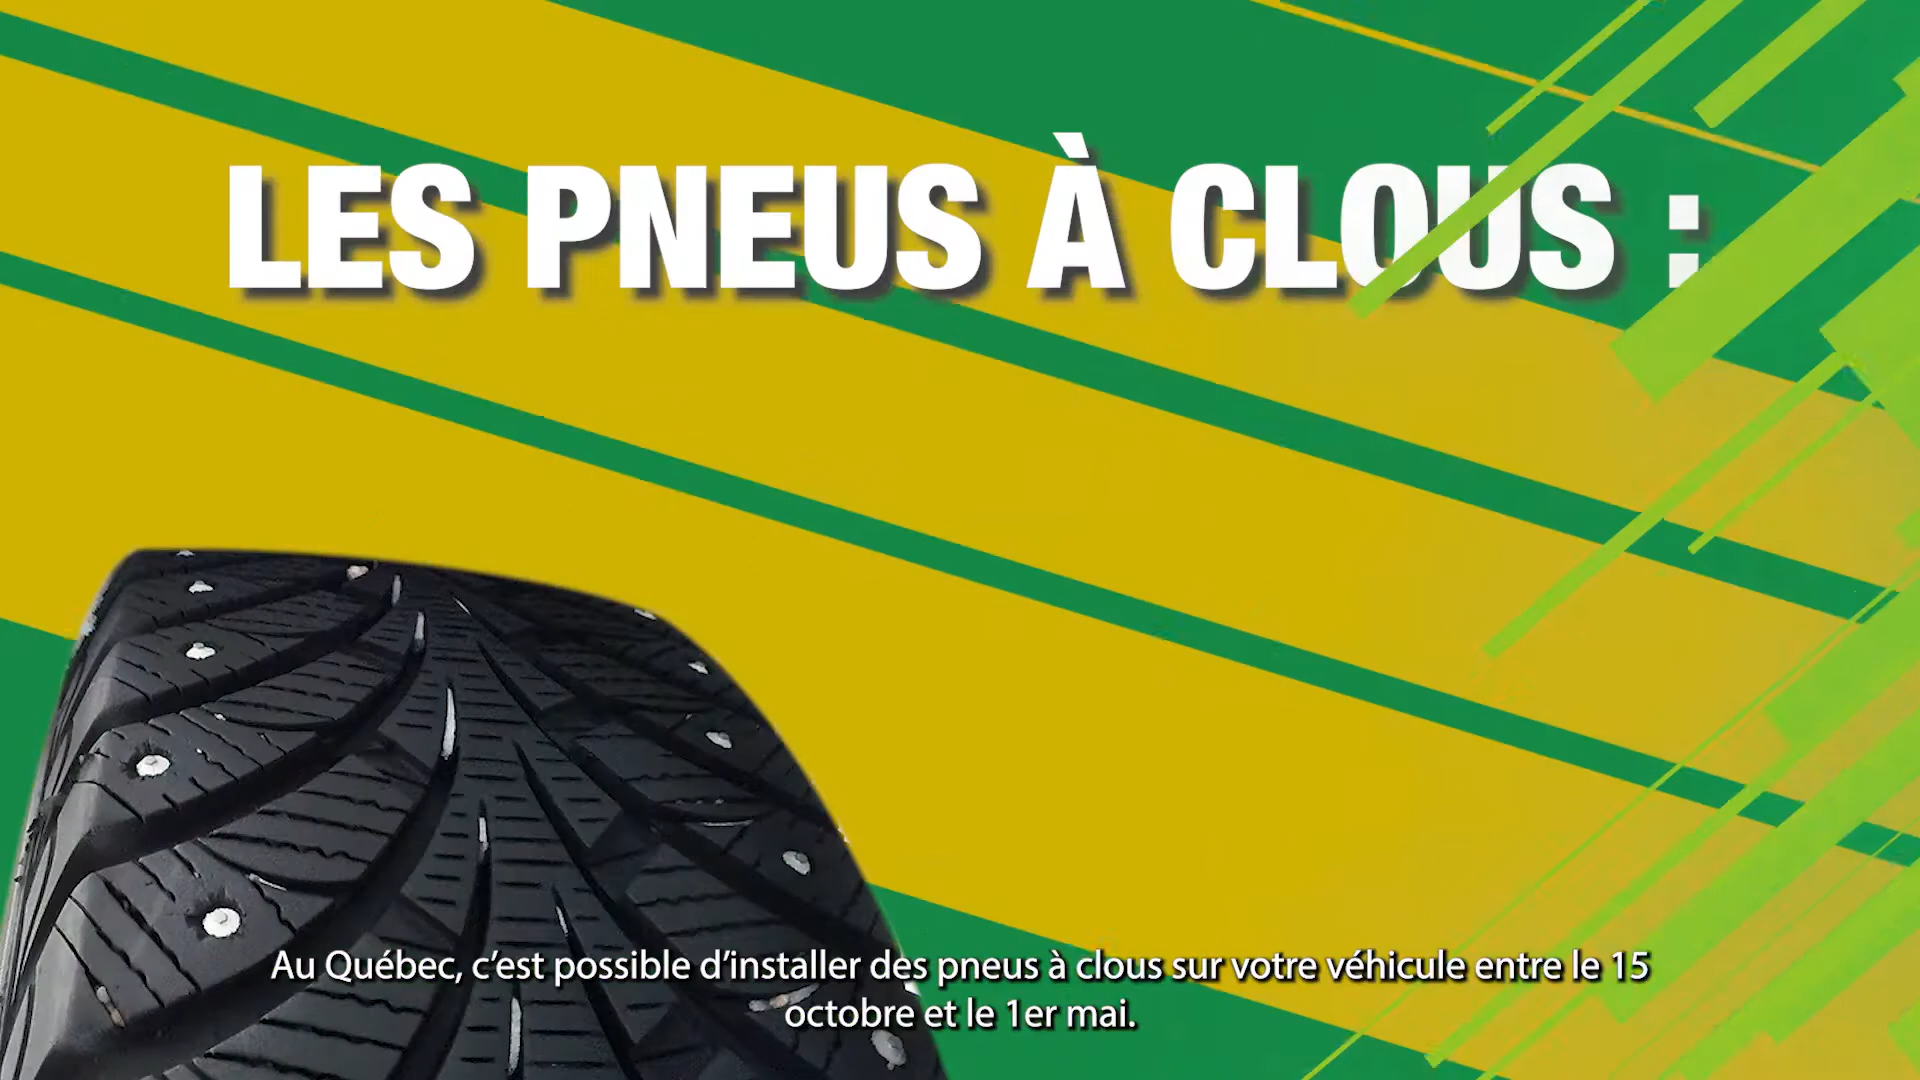 LES PNEUS À CLOUS :
Au Québec, c’est possible d’installer des pneus à clous sur votre véhicule entre le 15
octobre et le 1er mai.